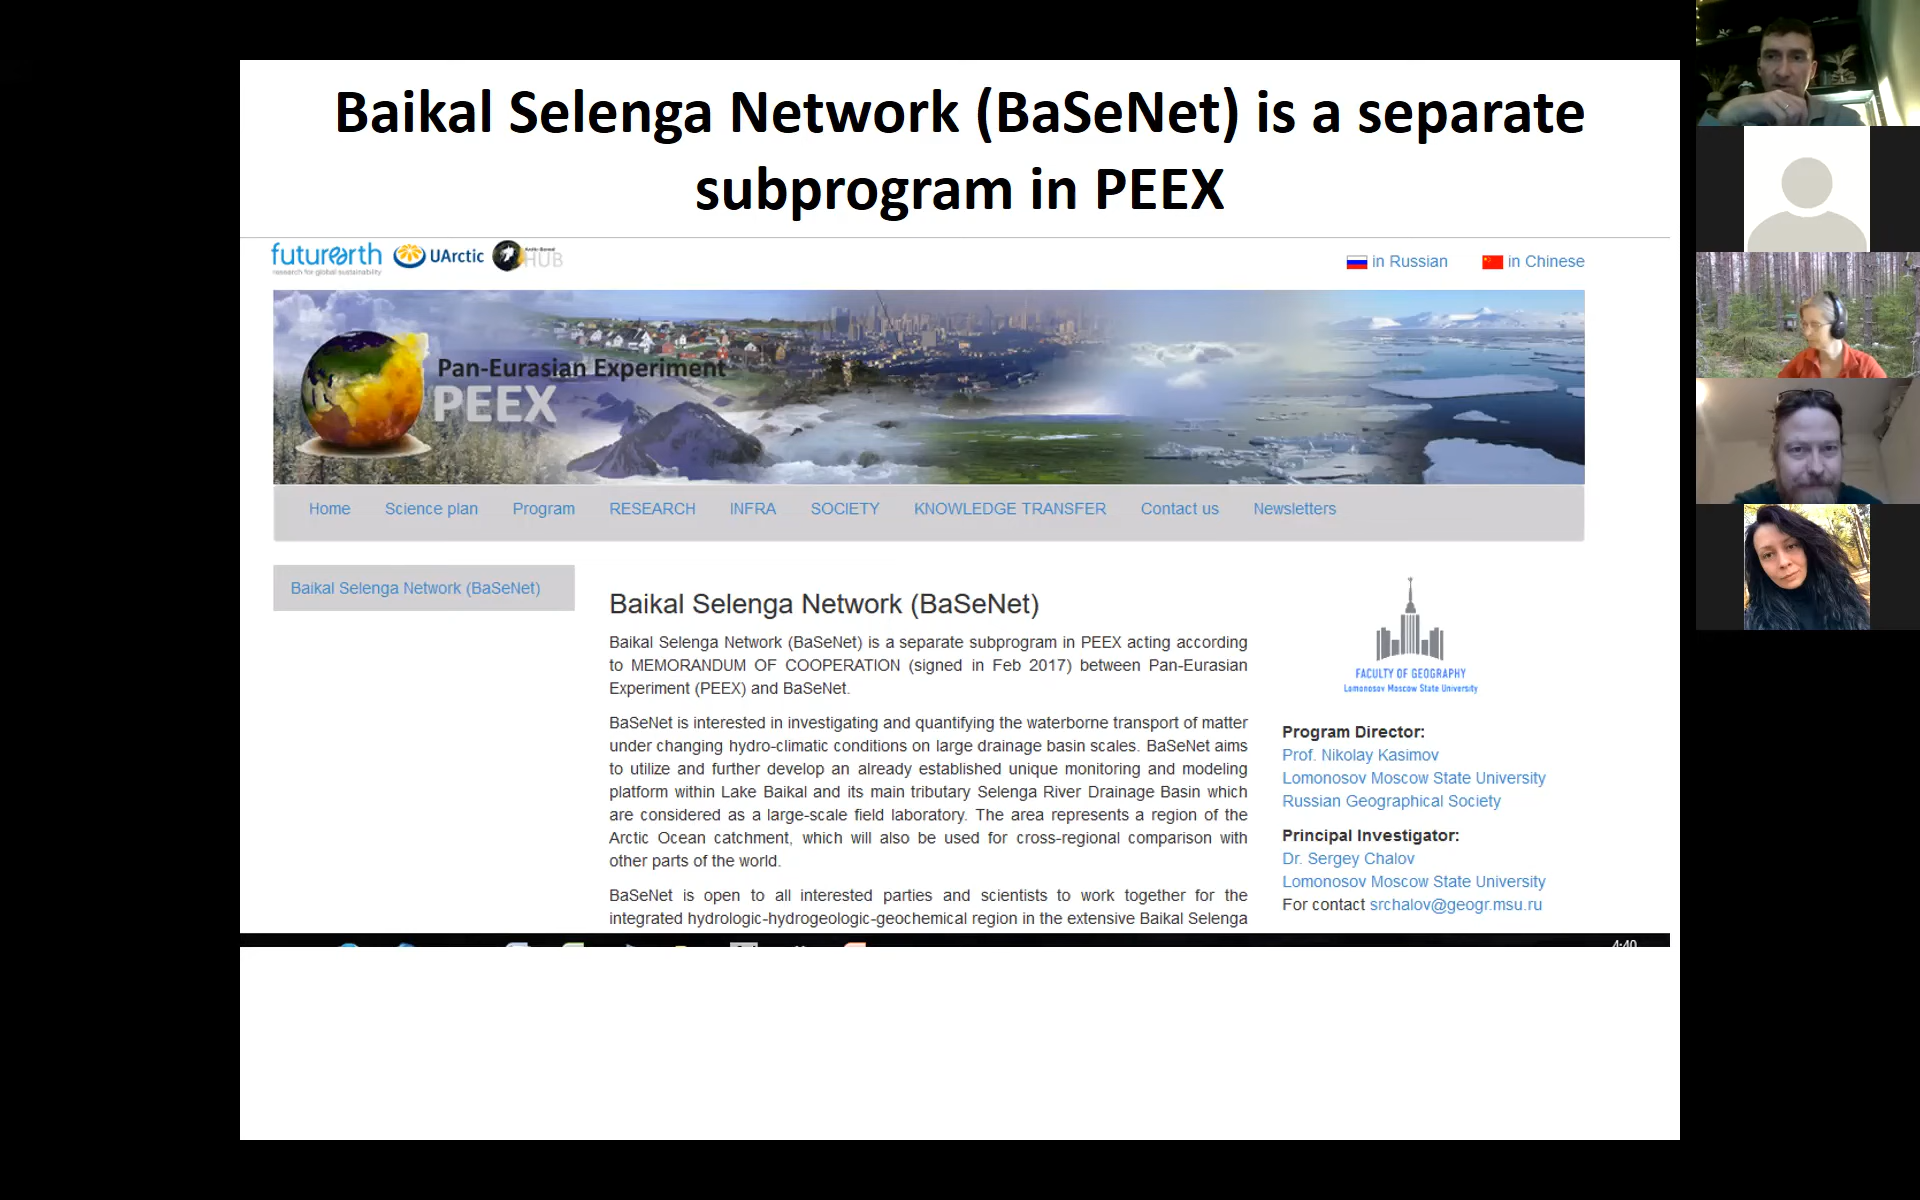 Baikal Selenga Network (BaSeNet) is a separate
subprogram in PEEX
futurearth
research for global sustainability
UArctic
HUB
in Russian
in Chinese
Pan-Eurasian Experiment
PEEX
Home
Science plan
Program
RESEARCH
INFRA
SOCIETY
KNOWLEDGE TRANSFER
Contact us
Newsletters
Baikal Selenga Network (BaSeNet)
Baikal Selenga Network (BaSeNet)
Baikal Selenga Network (BaSeNet) is a separate subprogram in PEEX acting according
to MEMORANDUM OF COOPERATION (signed in Feb 2017) between Pan-Eurasian
Experiment (PEEX) and BaSeNet.
BaSeNet is interested in investigating and quantifying the waterborne transport of matter
under changing hydro-climatic conditions on large drainage basin scales. BaSeNet aims
to utilize and further develop an already established unique monitoring and modeling
platform within Lake Baikal and its main tributary Selenga River Drainage Basin which
are considered as a large-scale field laboratory. The area represents a region of the
Arctic Ocean catchment, which will also be used for cross-regional comparison with
other parts of the world.
BaSeNet is open to all interested parties and scientists to work together for the
integrated hydrologic-hydrogeologic-geochemical region in the extensive Baikal Selenga
FACULTY OF GEOGRAPHY
Lomonosov Moscow State University
Program Director:
Prof. Nikolay Kasimov
Lomonosov Moscow State University
Russian Geographical Society
Principal Investigator:
Dr. Sergey Chalov
Lomonosov Moscow State University
For contact srchalov@geogr.msu.ru
4:40